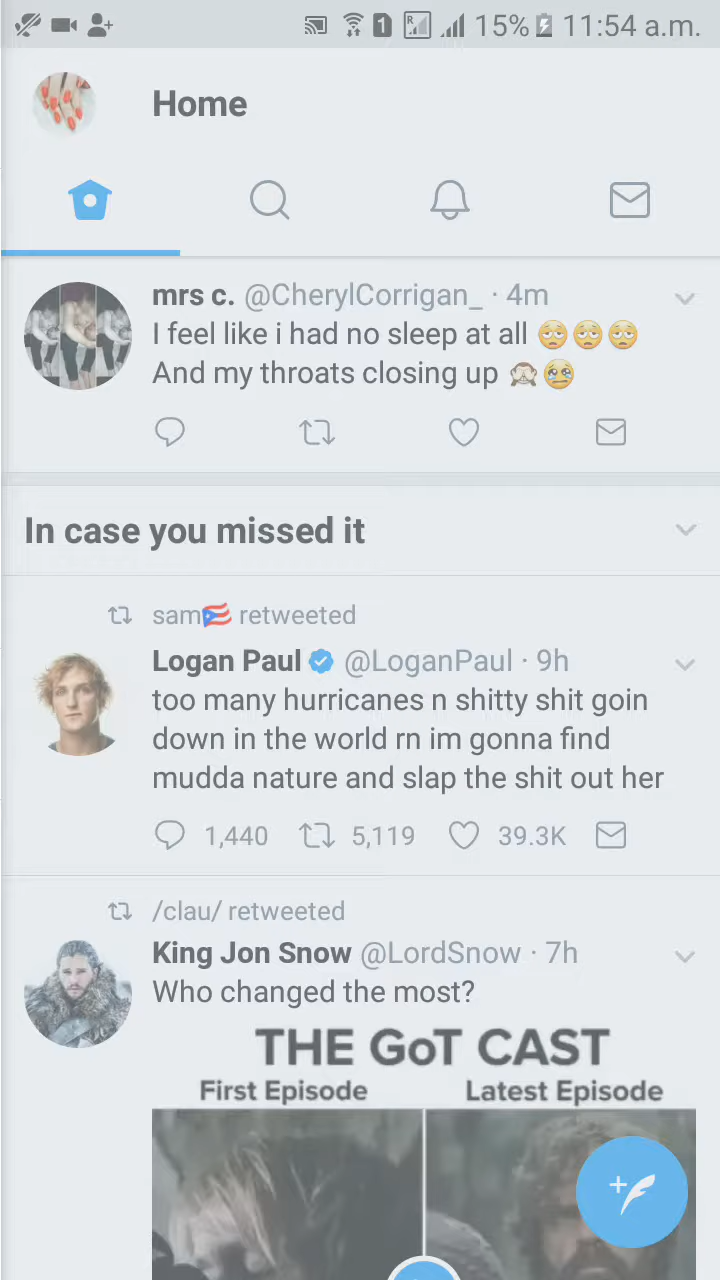 1 R 15% 11:54 a.m.
Home
mrs c. @CherylCorrigan_ · 4m
I feel like i had no sleep at all 😩😩😩
And my throats closing up 🙈😢
In case you missed it
sam🇵🇷 retweeted
Logan Paul @LoganPaul · 9h
too many hurricanes n shitty shit goin
down in the world rn im gonna find
mudda nature and slap the shit out her
1,440 5,119 39.3K
/clau/ retweeted
King Jon Snow @LordSnow · 7h
Who changed the most?
THE GoT CAST
First Episode Latest Episode